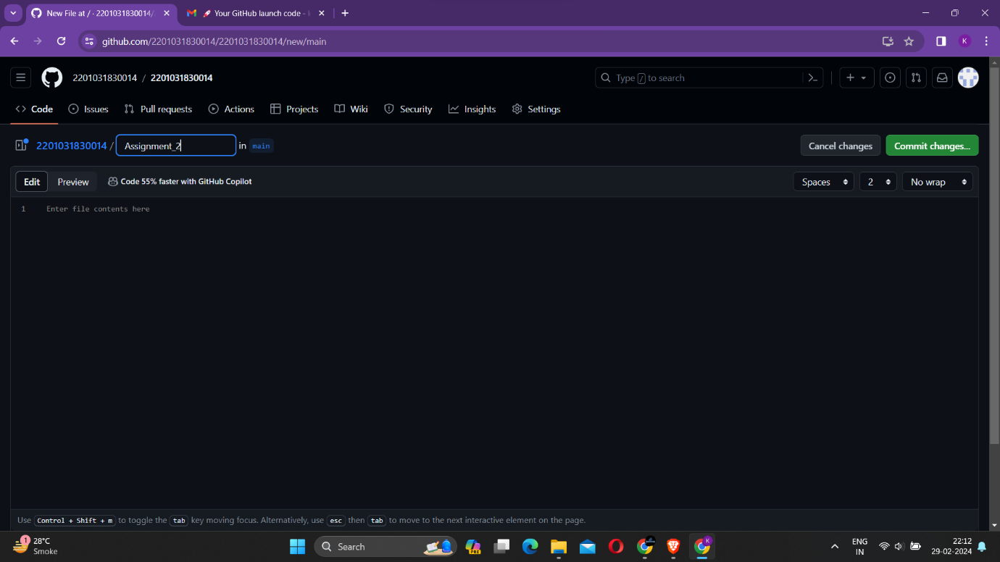 New File at / · 2201031830014/
Your GitHub launch code -
github.com/2201031830014/2201031830014/new/main
K
2201031830014 / 2201031830014
Type / to search
Code
Issues
Pull requests
Actions
Projects
Wiki
Security
Insights
Settings
2201031830014 / Assignment_2 in main
Cancel changes
Commit changes...
Edit
Preview
Code 55% faster with GitHub Copilot
Spaces
2
No wrap
1 Enter file contents here
Use Control + Shift + m to toggle the tab key moving focus. Alternatively, use esc then tab to move to the next interactive element on the page.
1
28°C
Smoke
Search
PRE
K
ENG
IN
22:12
29-02-2024